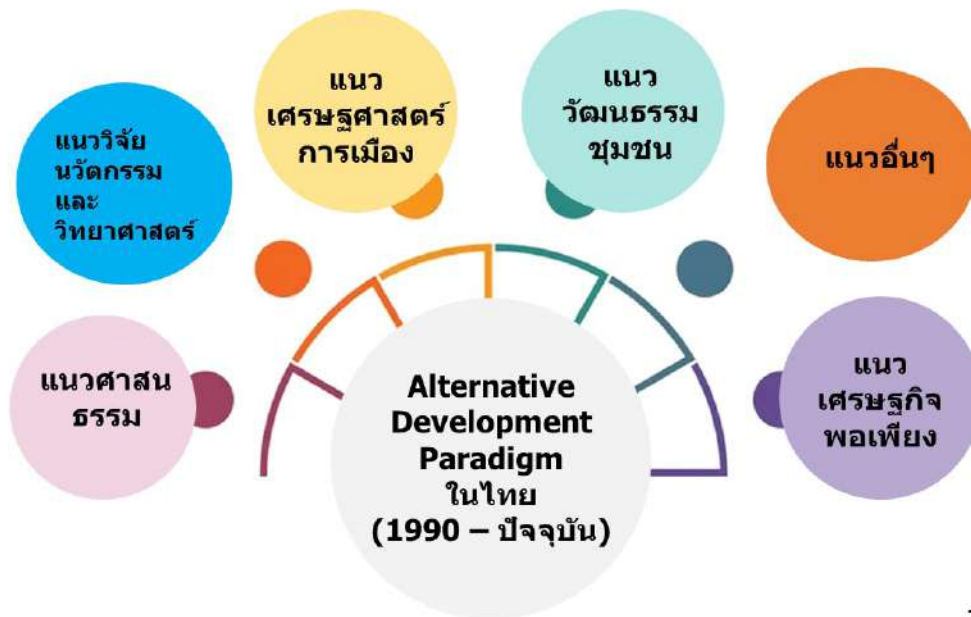 แนววิจัย
นวัตกรรม
และ
วิทยาศาสตร์
แนว
เศรษฐศาสตร์
การเมือง
แนว
วัฒนธรรม
ชุมชน
แนวอื่นๆ
แนวศาสน
ธรรม
Alternative
Development
Paradigm
ในไทย
(1990 – ปัจจุบัน)
แนว
เศรษฐกิจ
พอเพียง